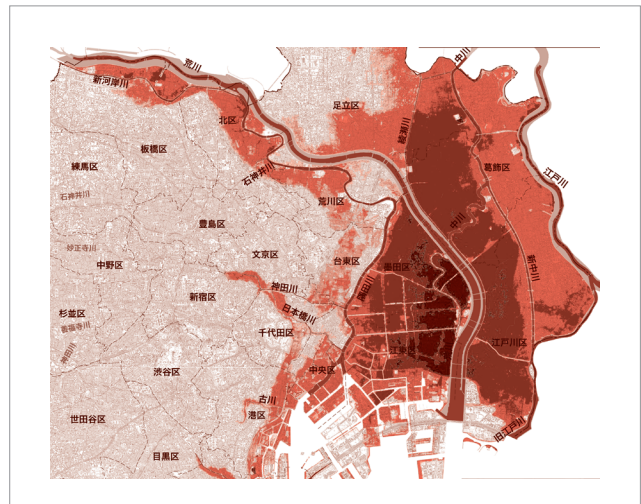 荒川
中川
新河岸川
足立区
北区
綾瀬川
板橋区
練馬区
石神井川
葛飾区
江戸川
石神井川
荒川区
豊島区
中川
妙正寺川
文京区
台東区
新中川
中野区
墨田区
隅田川
神田川
新宿区
日本橋川
杉並区
善福寺川
千代田区
江戸川区
神田川
江東区
渋谷区
中央区
古川
世田谷区
港区
旧江戸川
目黒区